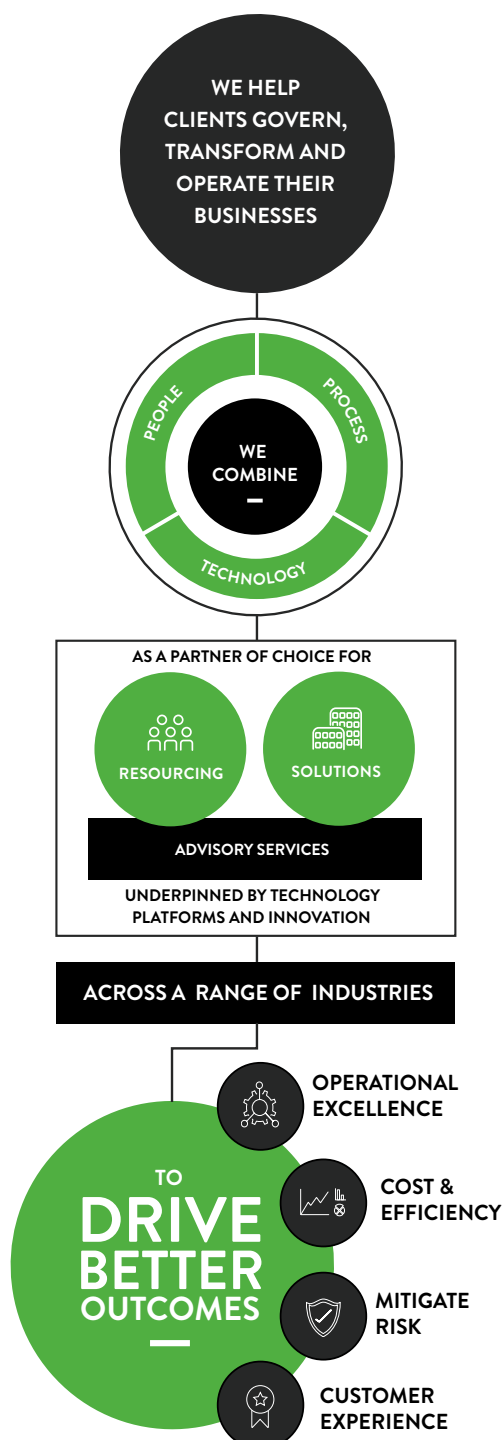 WE HELP
CLIENTS GOVERN,
TRANSFORM AND
OPERATE THEIR
BUSINESSES
PEOPLE
PROCESS
WE
COMBINE
TECHNOLOGY
AS A PARTNER OF CHOICE FOR
RESOURCING
SOLUTIONS
ADVISORY SERVICES
UNDERPINNED BY TECHNOLOGY
PLATFORMS AND INNOVATION
ACROSS A RANGE OF INDUSTRIES
TO
DRIVE
BETTER
OUTCOMES
OPERATIONAL
EXCELLENCE
COST &
EFFICIENCY
MITIGATE
RISK
CUSTOMER
EXPERIENCE